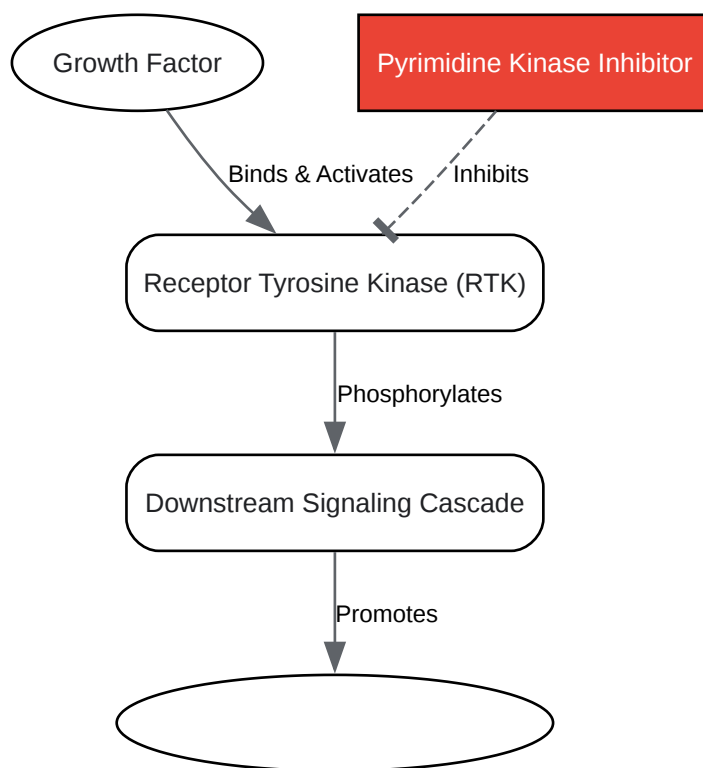 Growth Factor
Pyrimidine Kinase Inhibitor
Binds & Activates
Inhibits
Receptor Tyrosine Kinase (RTK)
Phosphorylates
Downstream Signaling Cascade
Promotes